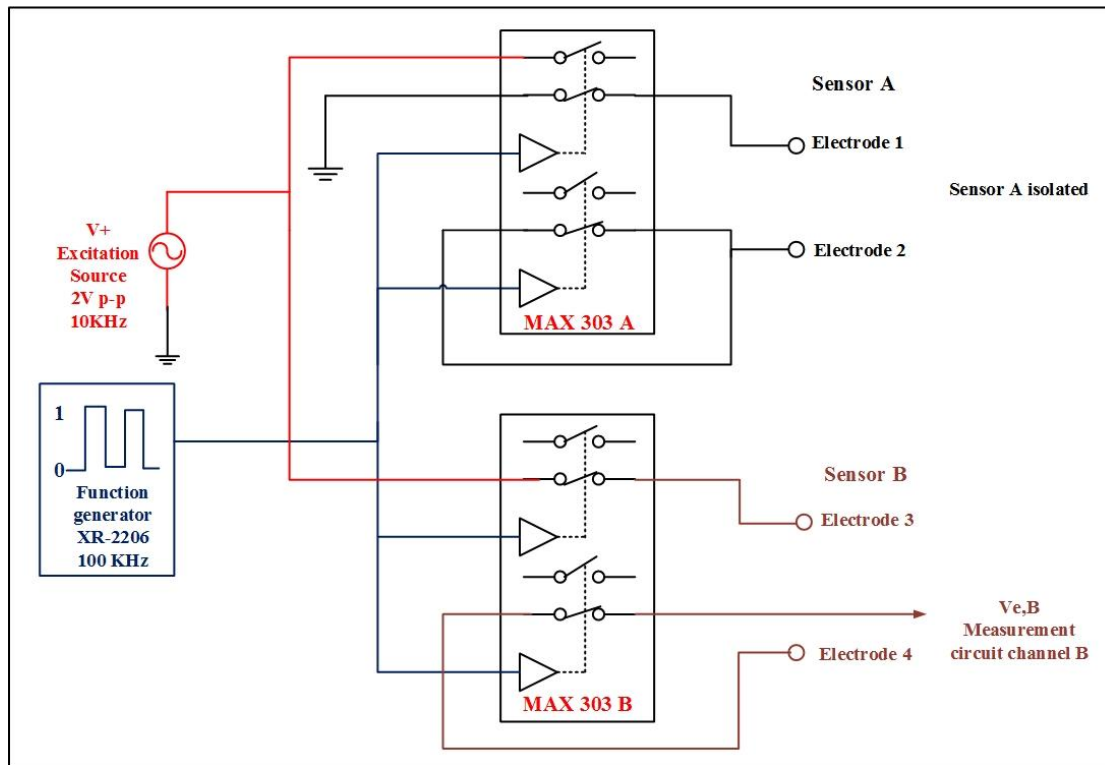 Sensor A
Electrode 1
Sensor A isolated
Electrode 2
V+
Excitation
Source
2V p-p
10KHz
MAX 303 A
1
0
Function
generator
XR-2206
100 KHz
Sensor B
Electrode 3
Ve,B
Measurement
circuit channel B
Electrode 4
MAX 303 B